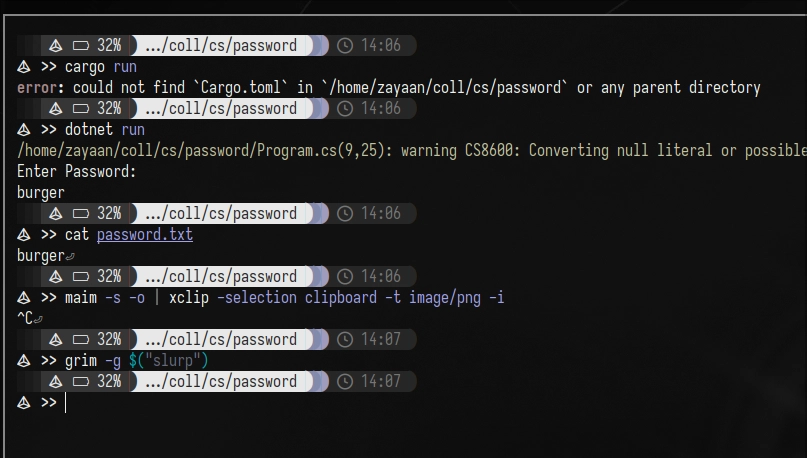 32% .../coll/cs/password 14:06
>> cargo run
error: could not find `Cargo.toml` in `/home/zayaan/coll/cs/password` or any parent directory
32% .../coll/cs/password 14:06
>> dotnet run
/home/zayaan/coll/cs/password/Program.cs(9,25): warning CS8600: Converting null literal or possible
Enter Password:
burger
32% .../coll/cs/password 14:06
>> cat password.txt
burger⏎
32% .../coll/cs/password 14:06
>> maim -s -o | xclip -selection clipboard -t image/png -i
^C⏎
32% .../coll/cs/password 14:07
>> grim -g $("slurp")
32% .../coll/cs/password 14:07
>>